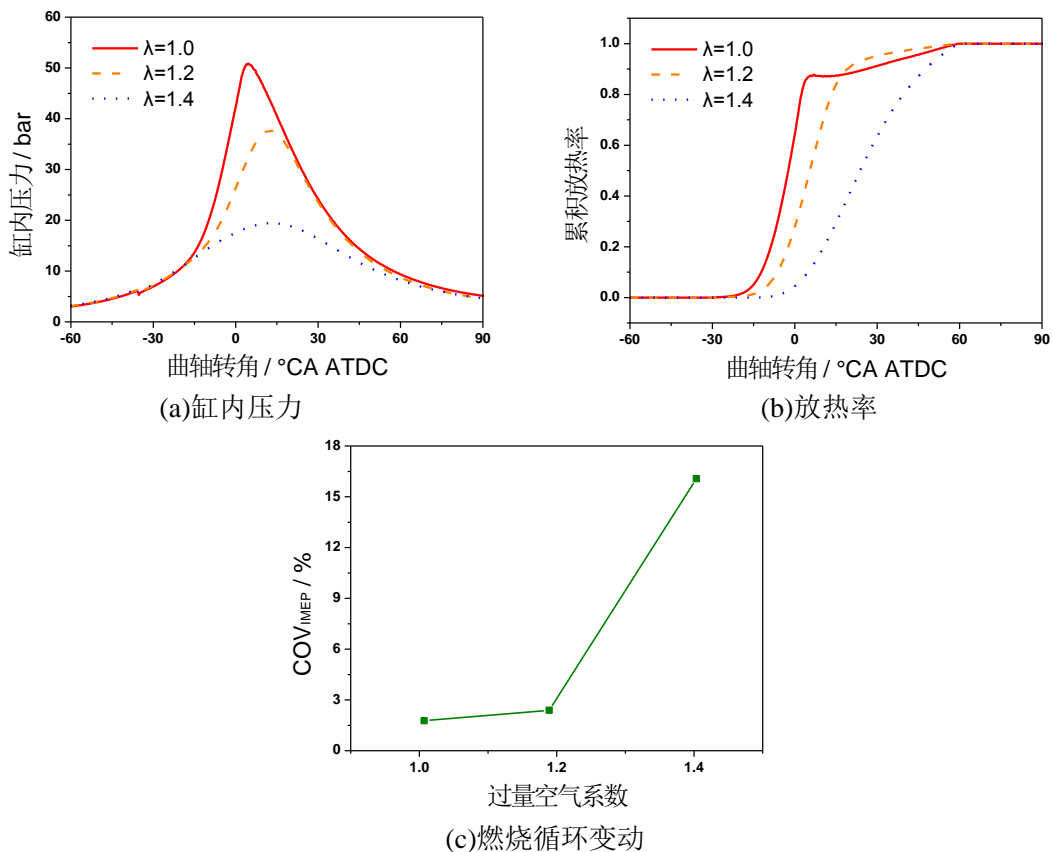 60
50
40
30
20
10
0
缸内压力 / bar
λ=1.0
λ=1.2
λ=1.4
-60 -30 0 30 60 90
曲轴转角 / °CA ATDC
(a)缸内压力
1.0
0.8
0.6
0.4
0.2
0.0
累积放热率
λ=1.0
λ=1.2
λ=1.4
-60 -30 0 30 60 90
曲轴转角 / °CA ATDC
(b)放热率
18
15
12
9
6
3
0
COVIMEP / %
1.0 1.2 1.4
过量空气系数
(c)燃烧循环变动